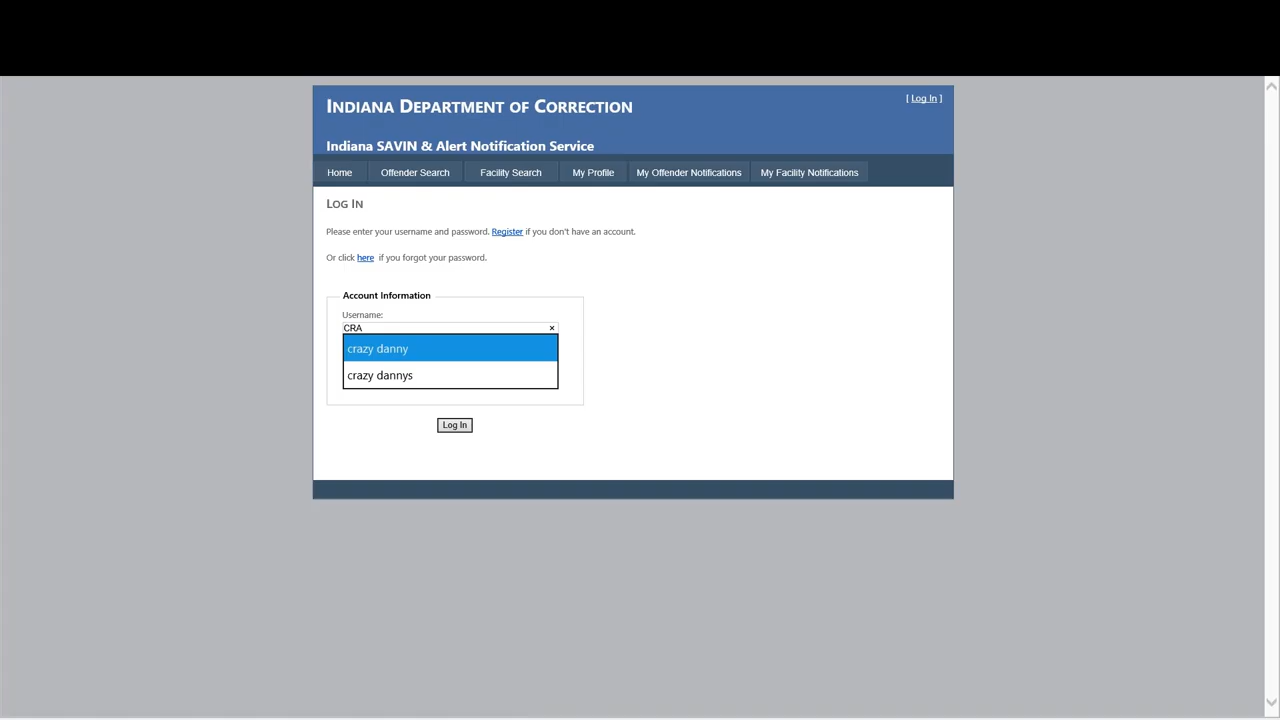 INDIANA DEPARTMENT OF CORRECTION
[ Log In ]
Indiana SAVIN & Alert Notification Service
Home Offender Search Facility Search My Profile My Offender Notifications My Facility Notifications
LOG IN
Please enter your username and password. Register if you don't have an account.
Or click here if you forgot your password.
Account Information
Username:
CRA ×
crazy danny
crazy dannys
Log In